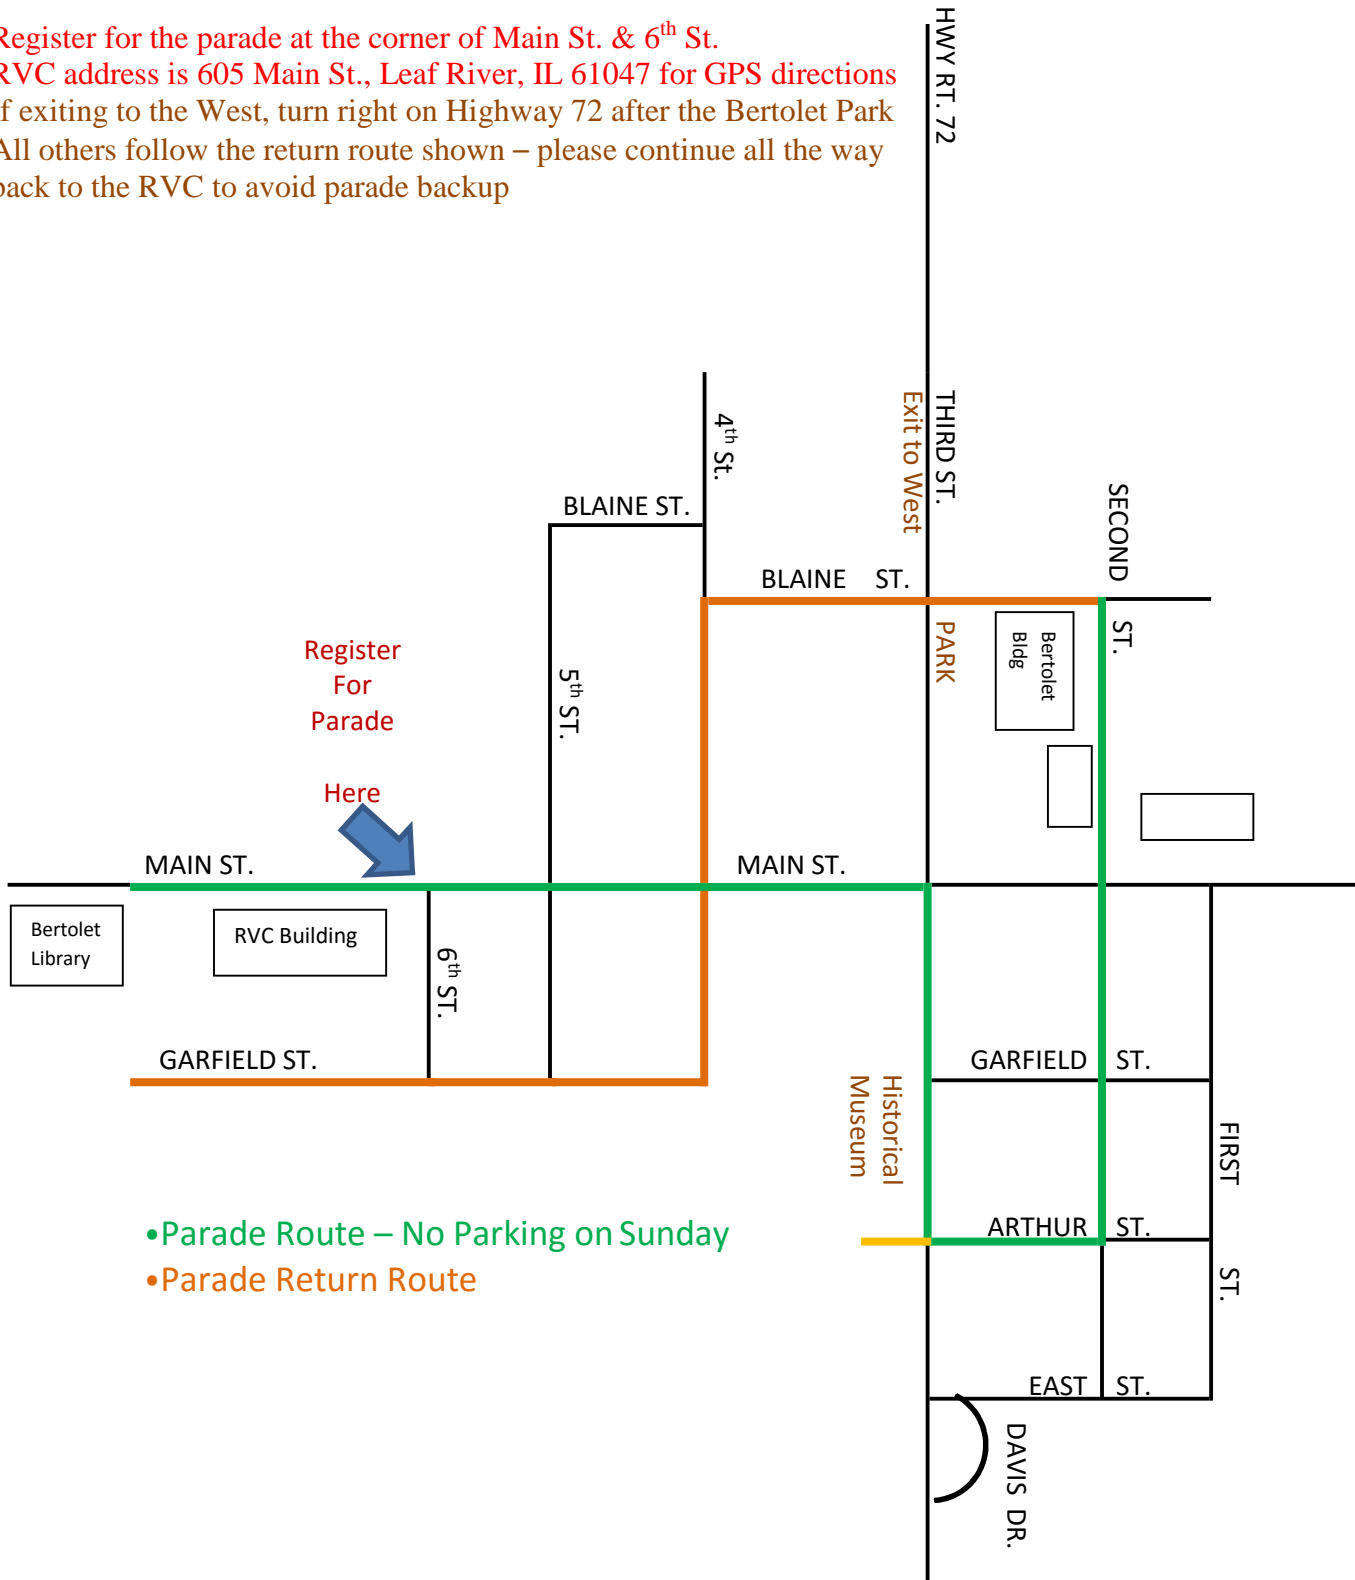 Register for the parade at the corner of Main St. & 6th St.
RVC address is 605 Main St., Leaf River, IL 61047 for GPS directions
f exiting to the West, turn right on Highway 72 after the Bertolet Park
All others follow the return route shown – please continue all the way
back to the RVC to avoid parade backup
HWY RT. 72
THIRD ST.
Exit to West
4th St.
SECOND ST.
BLAINE ST.
BLAINE ST.
PARK
Bertolet
Bldg
Register
For
Parade
Here
5th ST.
MAIN ST.
MAIN ST.
Bertolet
Library
RVC Building
6th ST.
GARFIELD ST.
GARFIELD ST.
Historical
Museum
FIRST ST.
ARTHUR ST.
•Parade Route – No Parking on Sunday
•Parade Return Route
EAST ST.
DAVIS DR.